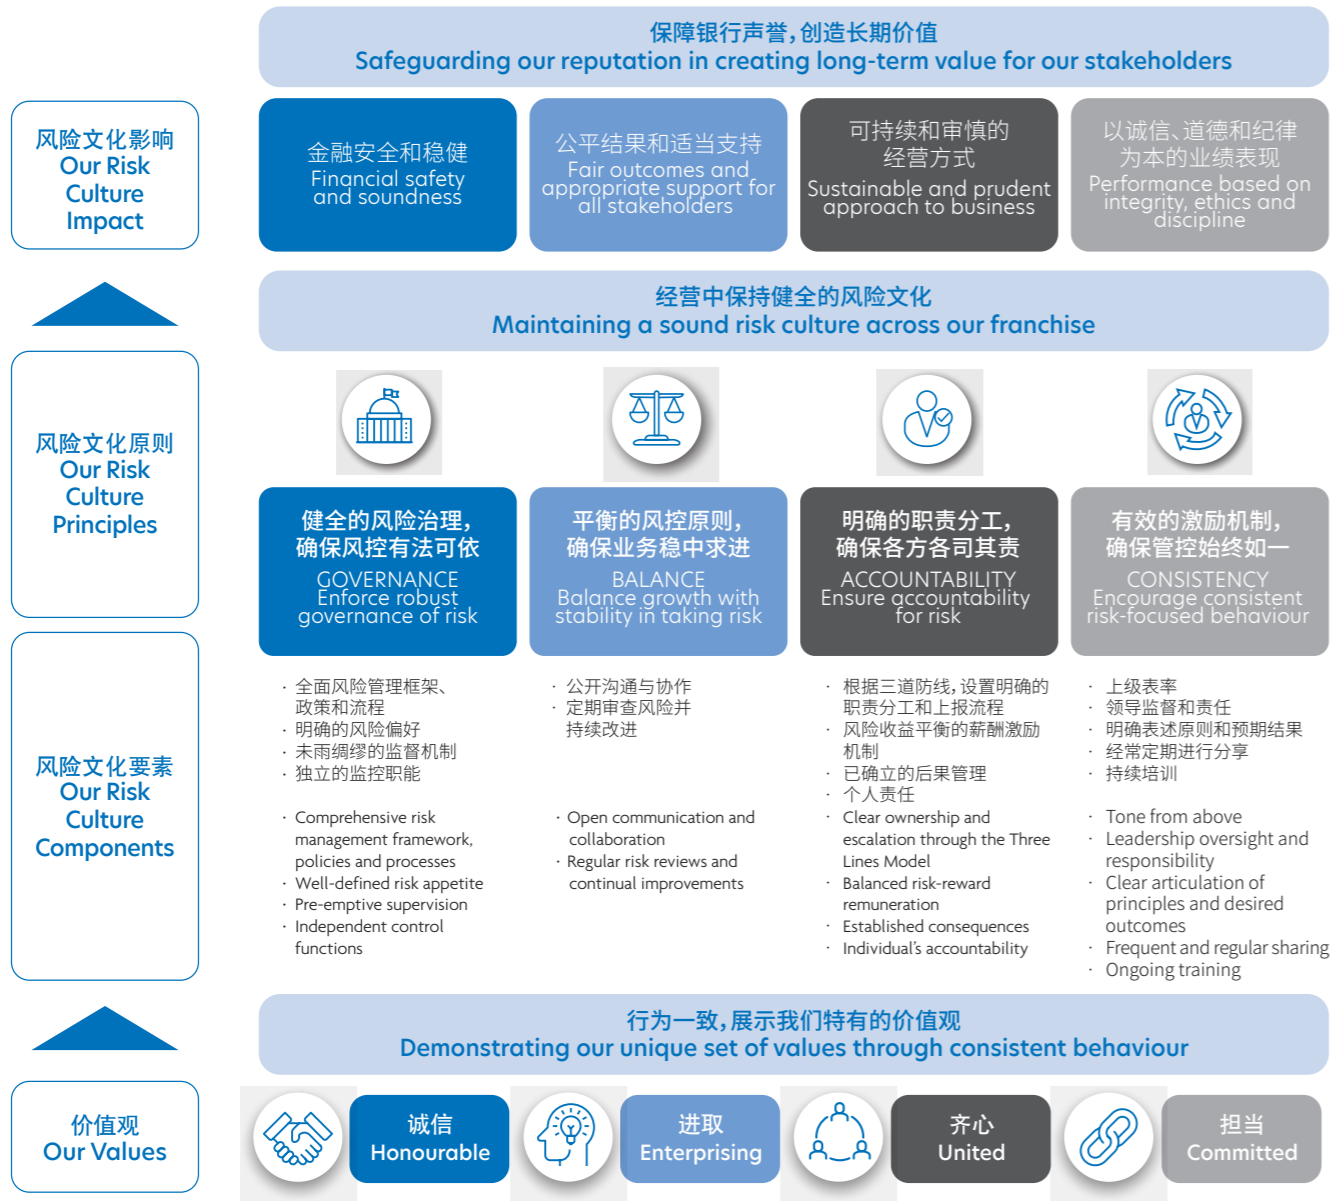 保障银行声誉，创造长期价值
Safeguarding our reputation in creating long-term value for our stakeholders
风险文化影响
Our Risk
Culture
Impact
金融安全和稳健
Financial safety
and soundness
公平结果和适当支持
Fair outcomes and
appropriate support for
all stakeholders
可持续和审慎的
经营方式
Sustainable and prudent
approach to business
以诚信、道德和纪律
为本的业绩表现
Performance based on
integrity, ethics and
discipline
经营中保持健全的风险文化
Maintaining a sound risk culture across our franchise
风险文化原则
Our Risk
Culture
Principles
健全的风险治理，
确保风控有法可依
GOVERNANCE
Enforce robust
governance of risk
平衡的风控原则，
确保业务稳中求进
BALANCE
Balance growth with
stability in taking risk
明确的职责分工，
确保各方各司其责
ACCOUNTABILITY
Ensure accountability
for risk
有效的激励机制，
确保管控始终如一
CONSISTENCY
Encourage consistent
risk-focused behaviour
风险文化要素
Our Risk
Culture
Components
· 全面风险管理框架、
政策和流程
· 明确的风险偏好
· 未雨绸缪的监督机制
· 独立的监控职能
· Comprehensive risk
management framework,
policies and processes
· Well-defined risk appetite
· Pre-emptive supervision
· Independent control
functions
· 公开沟通与协作
· 定期审查风险并
持续改进
· Open communication and
collaboration
· Regular risk reviews and
continual improvements
· 根据三道防线，设置明确的
职责分工和上报流程
· 风险收益平衡的薪酬激励
机制
· 已确立的后果管理
· 个人责任
· Clear ownership and
escalation through the Three
Lines Model
· Balanced risk-reward
remuneration
· Established consequences
· Individual's accountability
· 上级表率
· 领导监督和责任
· 明确表述原则和预期结果
· 经常定期进行分享
· 持续培训
· Tone from above
· Leadership oversight and
responsibility
· Clear articulation of
principles and desired
outcomes
· Frequent and regular sharing
· Ongoing training
行为一致，展示我们特有的价值观
Demonstrating our unique set of values through consistent behaviour
价值观
Our Values
诚信
Honourable
进取
Enterprising
齐心
United
担当
Committed